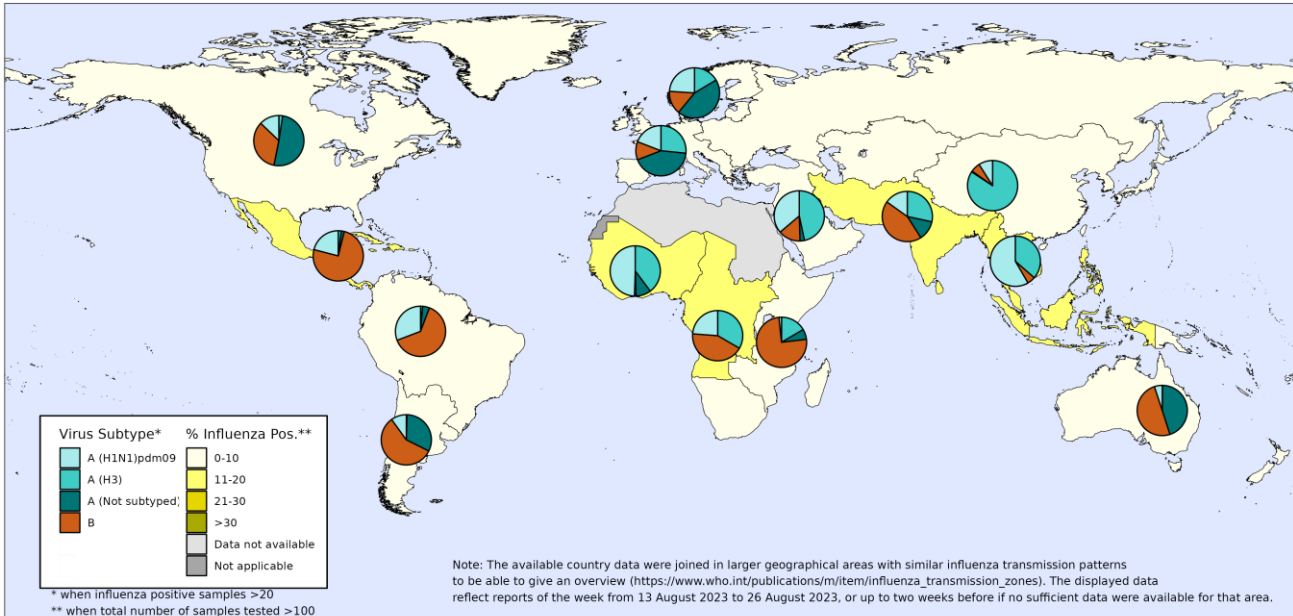 Virus Subtype*
A (H1N1)pdm09
A (H3)
A (Not subtyped)
B
% Influenza Pos.**
0-10
11-20
21-30
>30
Data not available
Not applicable
* when influenza positive samples >20
** when total number of samples tested >100
Note: The available country data were joined in larger geographical areas with similar influenza transmission patterns
to be able to give an overview (https://www.who.int/publications/m/item/influenza_transmission_zones). The displayed data
reflect reports of the week from 13 August 2023 to 26 August 2023, or up to two weeks before if no sufficient data were available for that area.